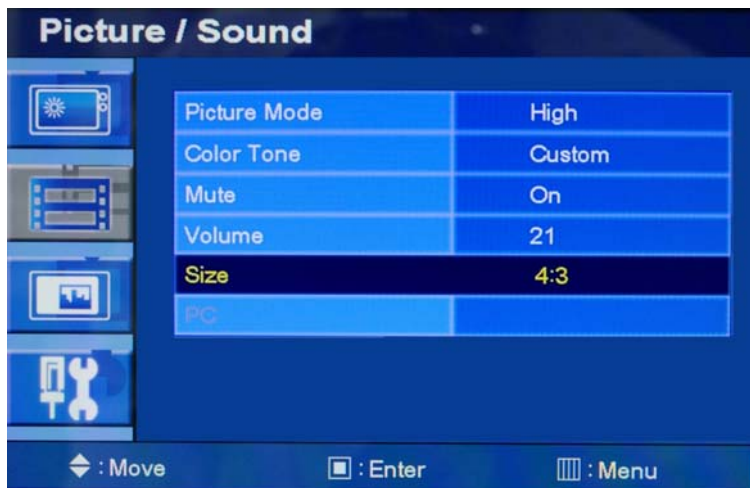 Picture / Sound
Picture Mode High
Color Tone Custom
Mute On
Volume 21
Size 4:3
PC
: Move : Enter : Menu